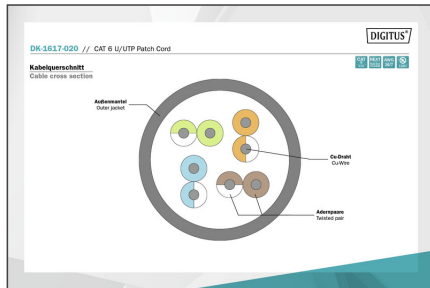 DIGITUS®
DK-1617-020 // CAT 6 U/UTP Patch Cord
Kabelquerschnitt
Cable cross section
Außenmantel
Outer jacket
Cu-Draht
Cu-Wire
Adernpaare
Twisted pair